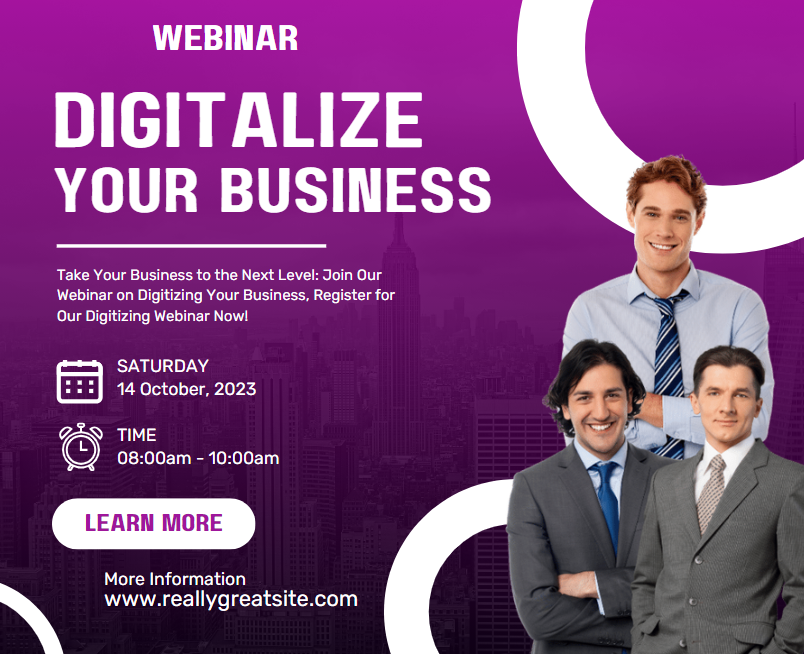 WEBINAR
DIGITALIZE
YOUR BUSINESS
Take Your Business to the Next Level: Join Our
Webinar on Digitizing Your Business, Register for
Our Digitizing Webinar Now!
SATURDAY
14 October, 2023
TIME
08:00am - 10:00am
LEARN MORE
More Information
www.reallygreatsite.com